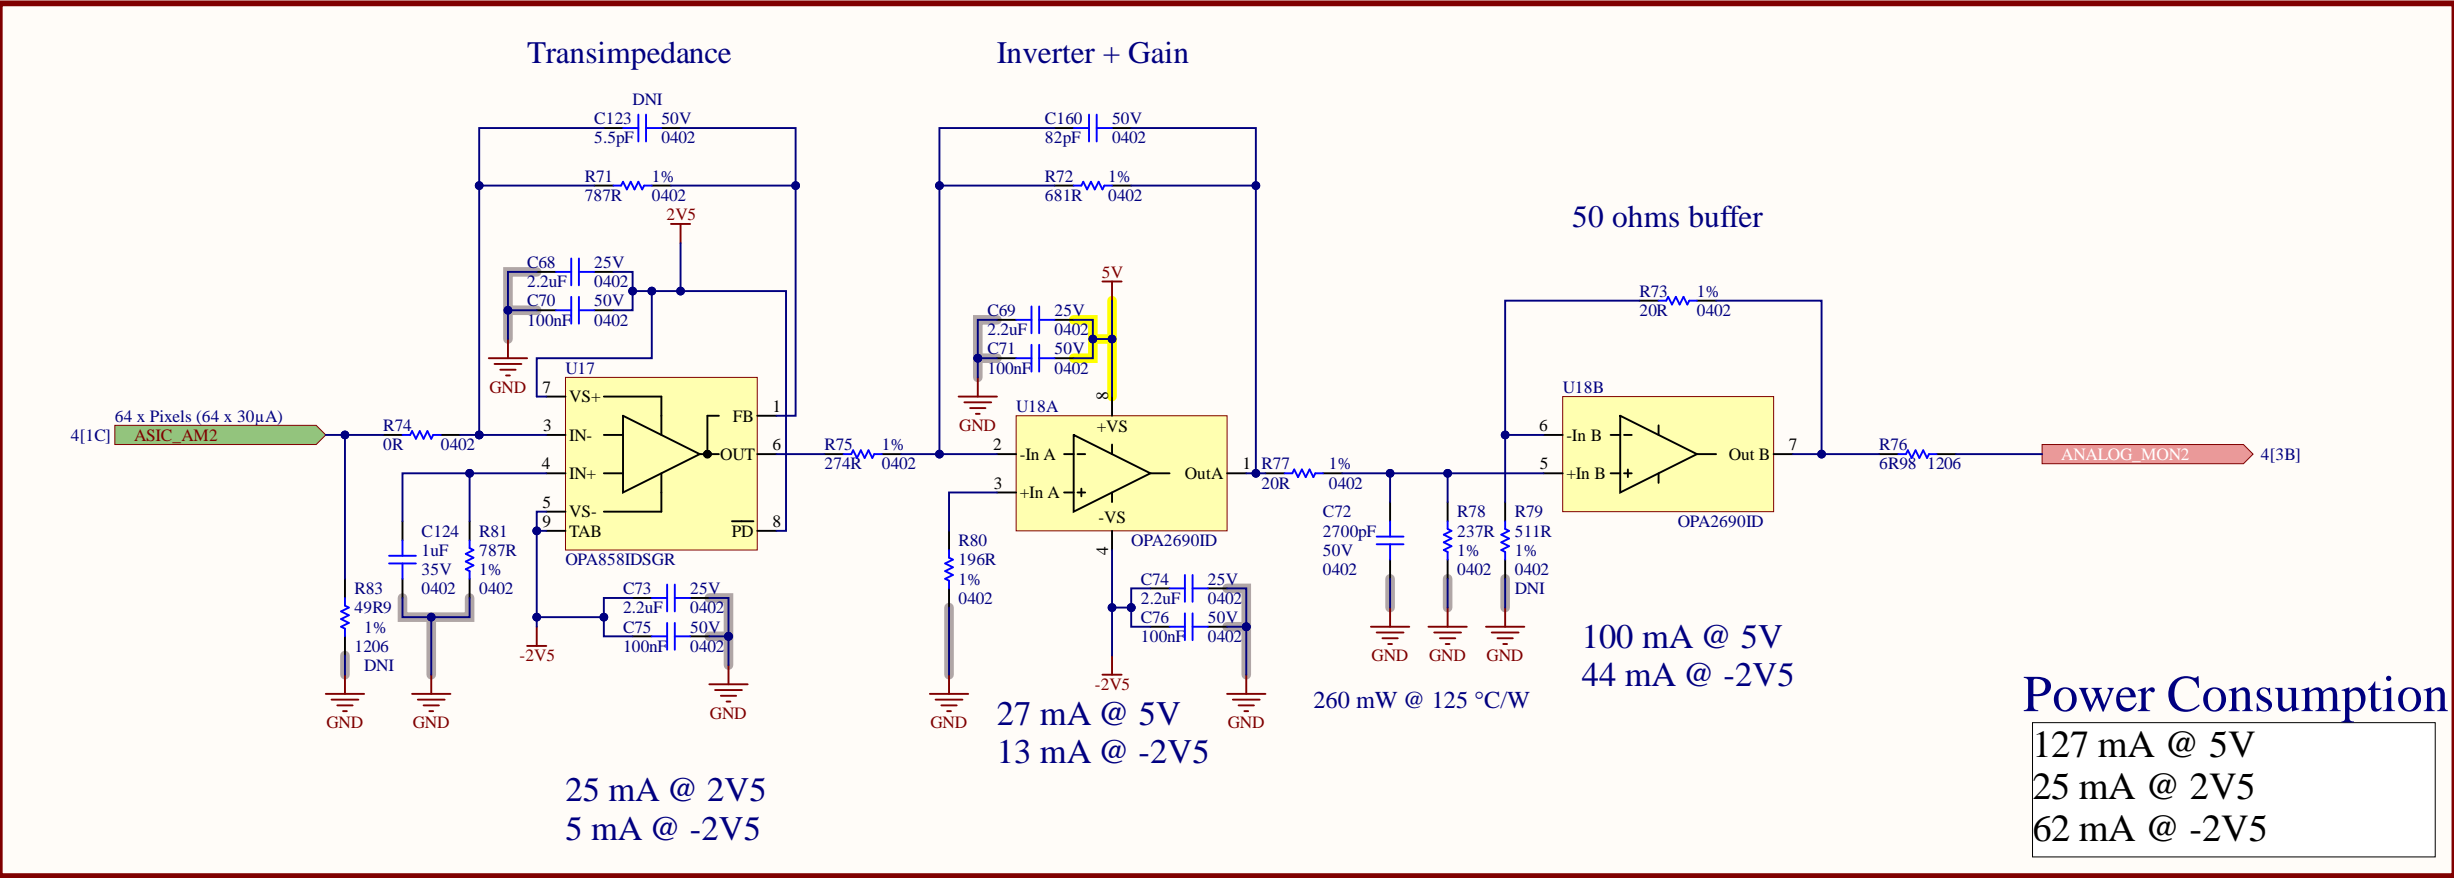 Transimpedance
Inverter + Gain
50 ohms buffer
DNI
C123
5.5pF
50V
0402
R71
787R
1%
0402
2V5
C68
2.2uF
25V
0402
C70
100nF
50V
0402
GND
U17
7
VS+
3
IN-
4
IN+
5
VS-
9
TAB
FB
1
OUT
6
PD
8
OPA858IDSGR
64 x Pixels (64 x 30µA)
4[1C]
ASIC_AM2
R74
0R
0402
C124
1uF
35V
0402
R81
787R
1%
0402
R83
49R9
1%
1206
DNI
GND
GND
-2V5
C73
2.2uF
25V
0402
C75
100nF
50V
0402
GND
25 mA @ 2V5
5 mA @ -2V5
R75
274R
1%
0402
C160
82pF
50V
0402
R72
681R
1%
0402
5V
C69
2.2uF
25V
0402
C71
100nF
50V
0402
GND
U18A
8
+VS
2
-In A
3
+In A
OutA
1
-VS
4
OPA2690ID
R80
196R
1%
0402
GND
C74
2.2uF
25V
0402
C76
100nF
50V
0402
-2V5
GND
27 mA @ 5V
13 mA @ -2V5
R77
20R
1%
0402
C72
2700pF
50V
0402
R78
237R
1%
0402
R79
511R
1%
0402
DNI
GND
GND
GND
260 mW @ 125 °C/W
R73
20R
1%
0402
U18B
6
-In B
5
+In B
Out B
7
OPA2690ID
R76
6R98
1206
ANALOG_MON2
4[3B]
100 mA @ 5V
44 mA @ -2V5
Power Consumption
127 mA @ 5V
25 mA @ 2V5
62 mA @ -2V5